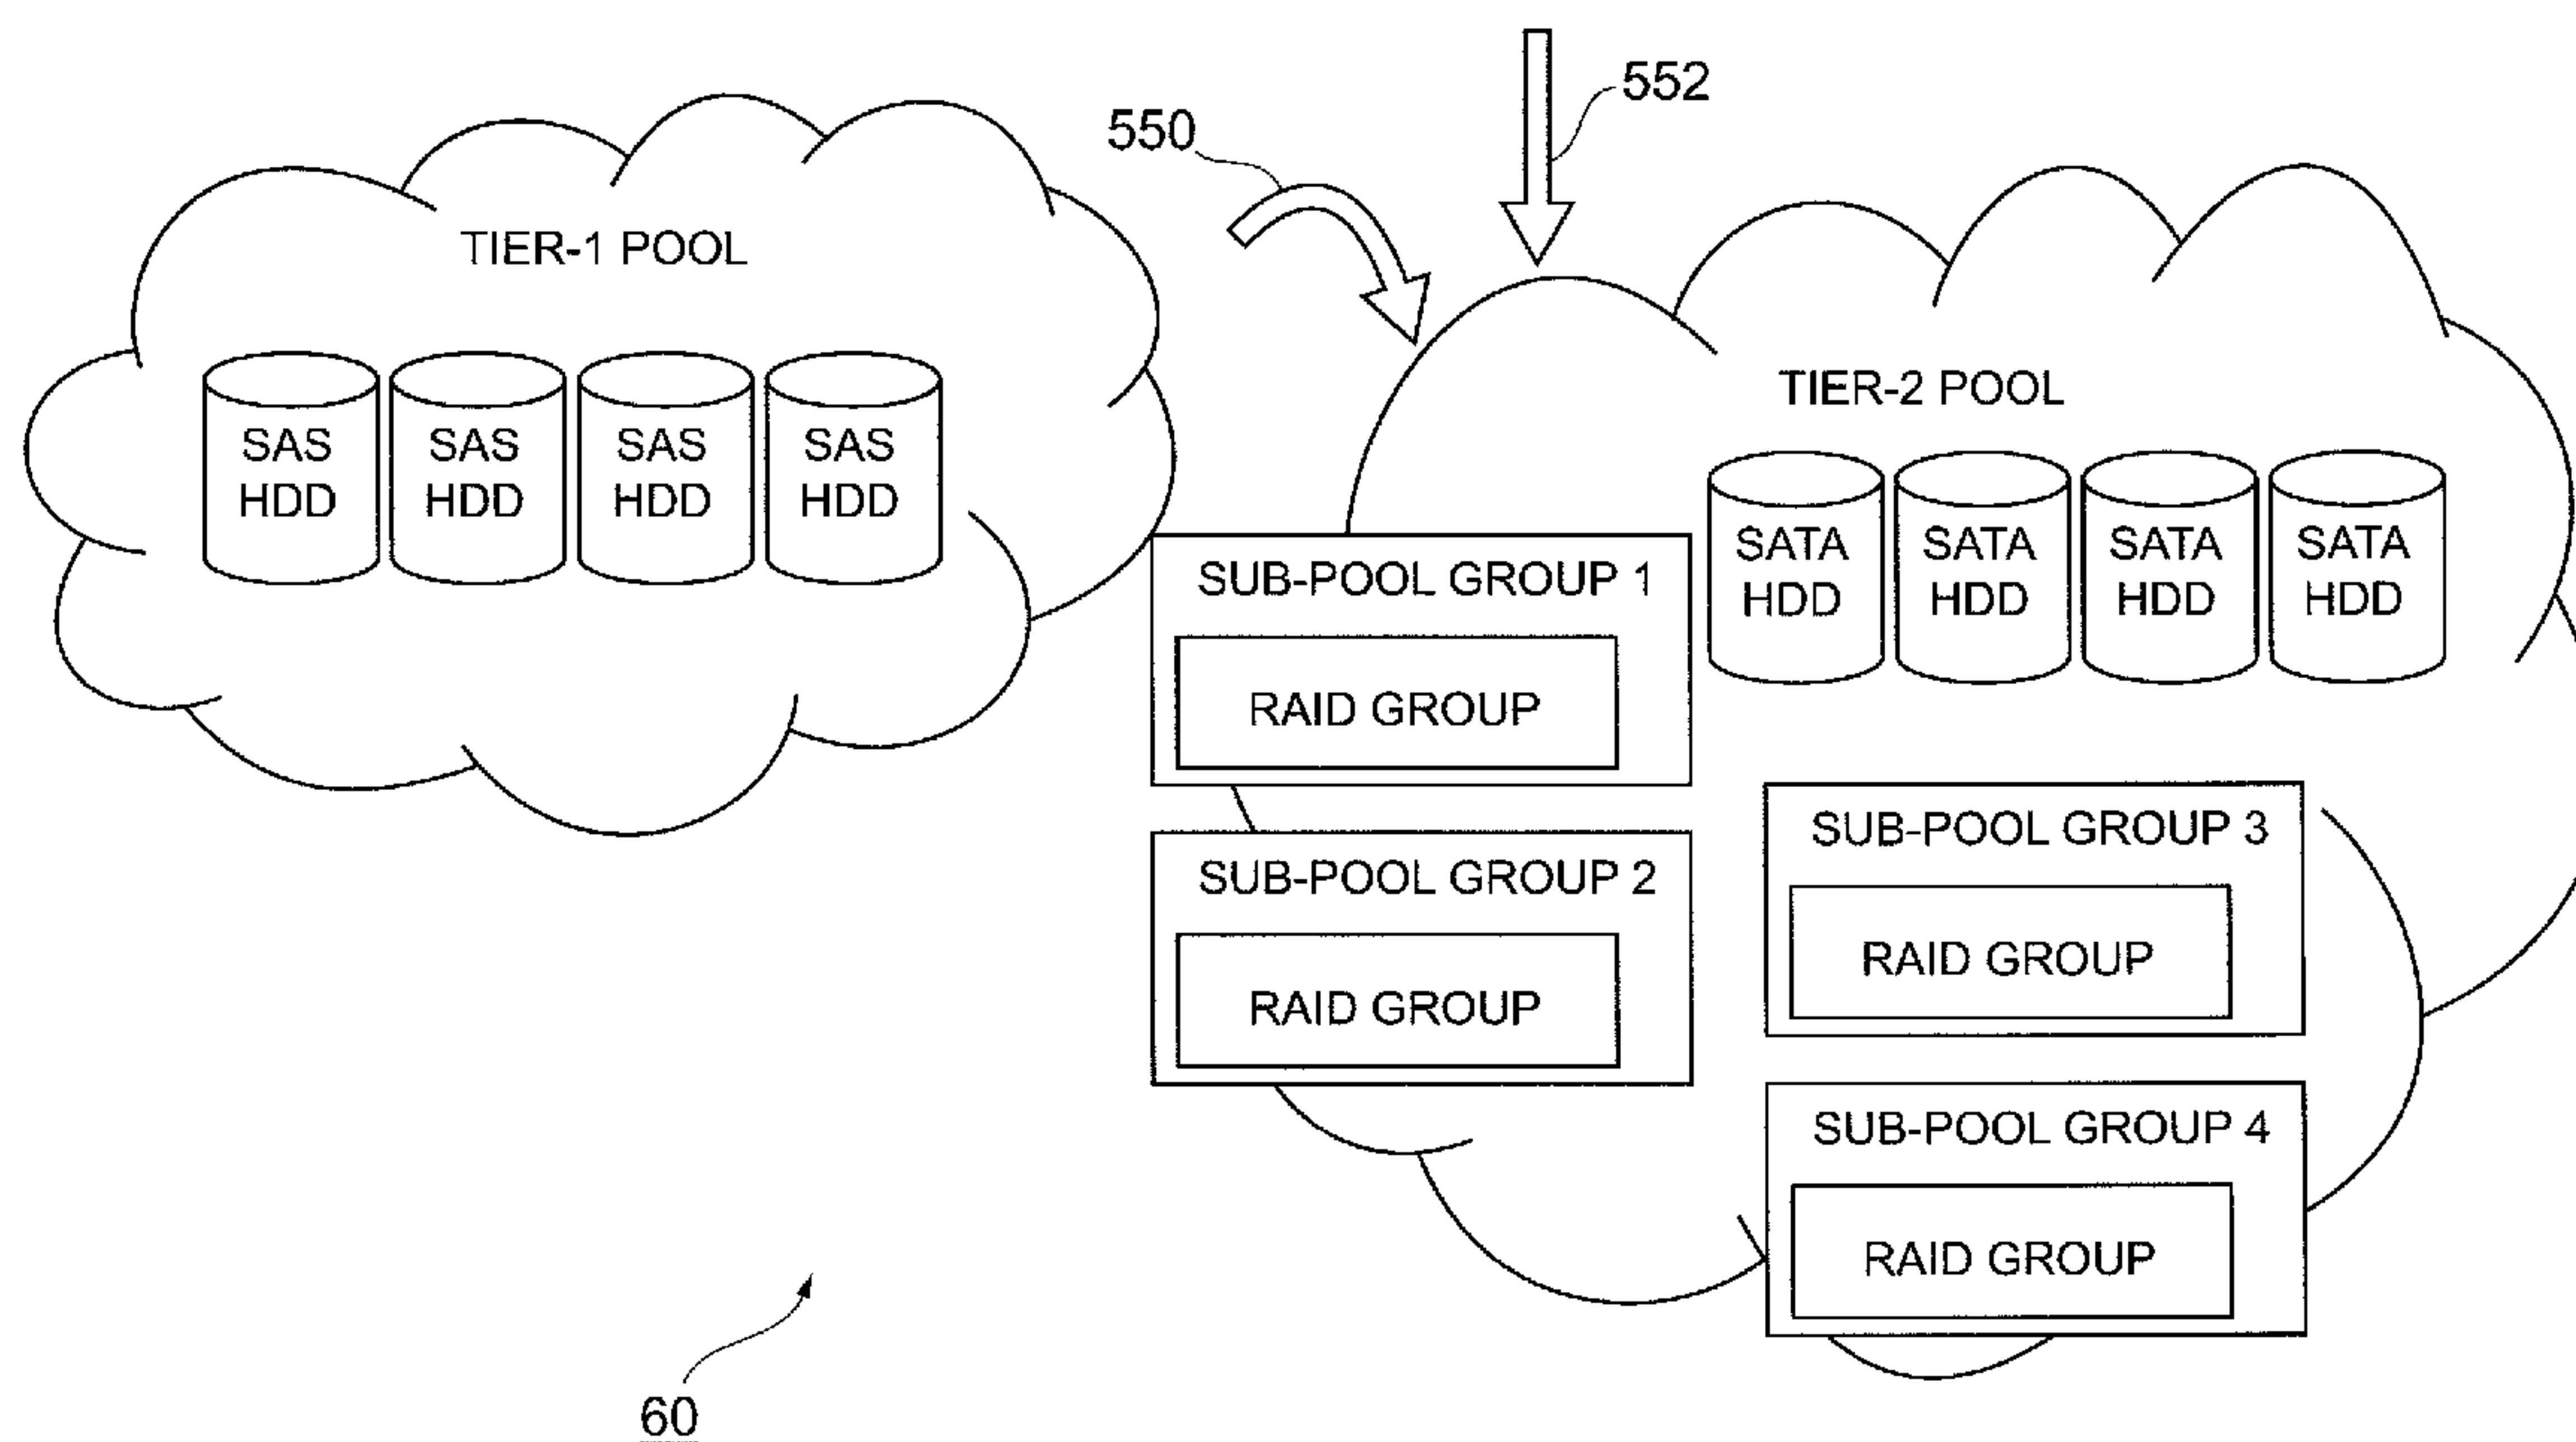 552
550
TIER-1 POOL
SAS
HDD
SAS
HDD
SAS
HDD
SAS
HDD
TIER-2 POOL
SATA
HDD
SATA
HDD
SATA
HDD
SATA
HDD
SUB-POOL GROUP 1
RAID GROUP
SUB-POOL GROUP 2
RAID GROUP
SUB-POOL GROUP 3
RAID GROUP
SUB-POOL GROUP 4
RAID GROUP
60